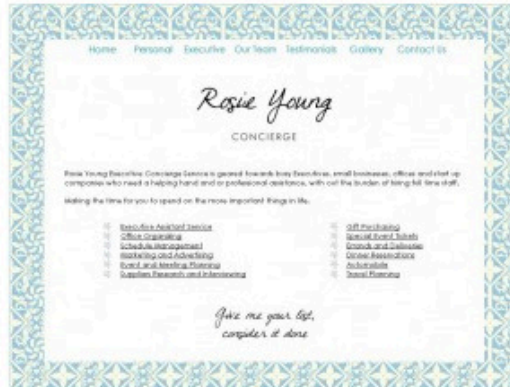 Home Personal Executive Our Team Testimonials Gallery Contact Us
Rosie Young
CONCIERGE
Rosie Young Executive Concierge Service is geared towards busy Executives, small businesses, offices and start up
companies who need a helping hand and or professional assistance, with out the burden of hiring full time staff.
Making the time for you to spend on the more important things in life.
Executive Assistant Service
Office Organizing
Schedule Management
Marketing and Advertising
Event and Meeting Planning
Suppliers Research and Interviewing
Gift Purchasing
Special Event Tickets
Errands and Deliveries
Dinner Reservations
Automobile
Travel Planning
Give me your list,
consider it done